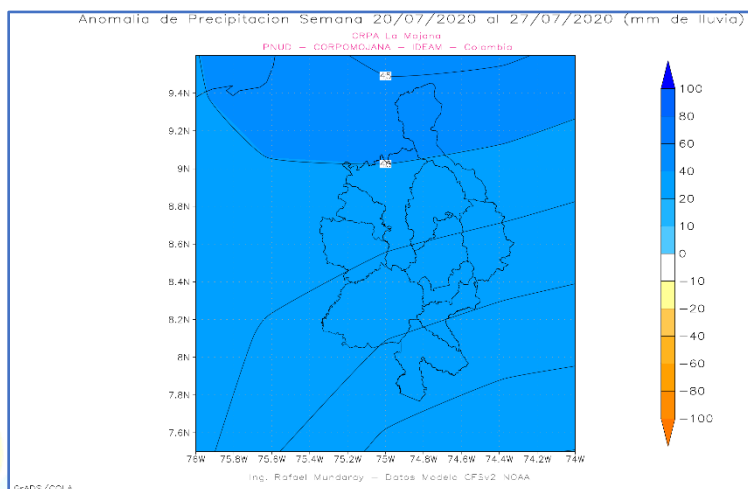 Anomalia de Precipitacion Semana 20/07/2020 al 27/07/2020 (mm de lluvia)
CRPA La Mojana
PNUD – CORPOMOJANA – IDEAM – Colombia
9.4N
9.2N
9N
8.8N
8.6N
8.4N
8.2N
8N
7.8N
7.6N
76W 75.8W 75.6W 75.4W 75.2W 75W 74.8W 74.6W 74.4W 74.2W 74W
100
80
60
40
20
10
0
−10
−20
−40
−60
−80
−100
Ing. Rafael Mundaray – Datos Modelo CFSv2 NOAA
GrADS/COLA